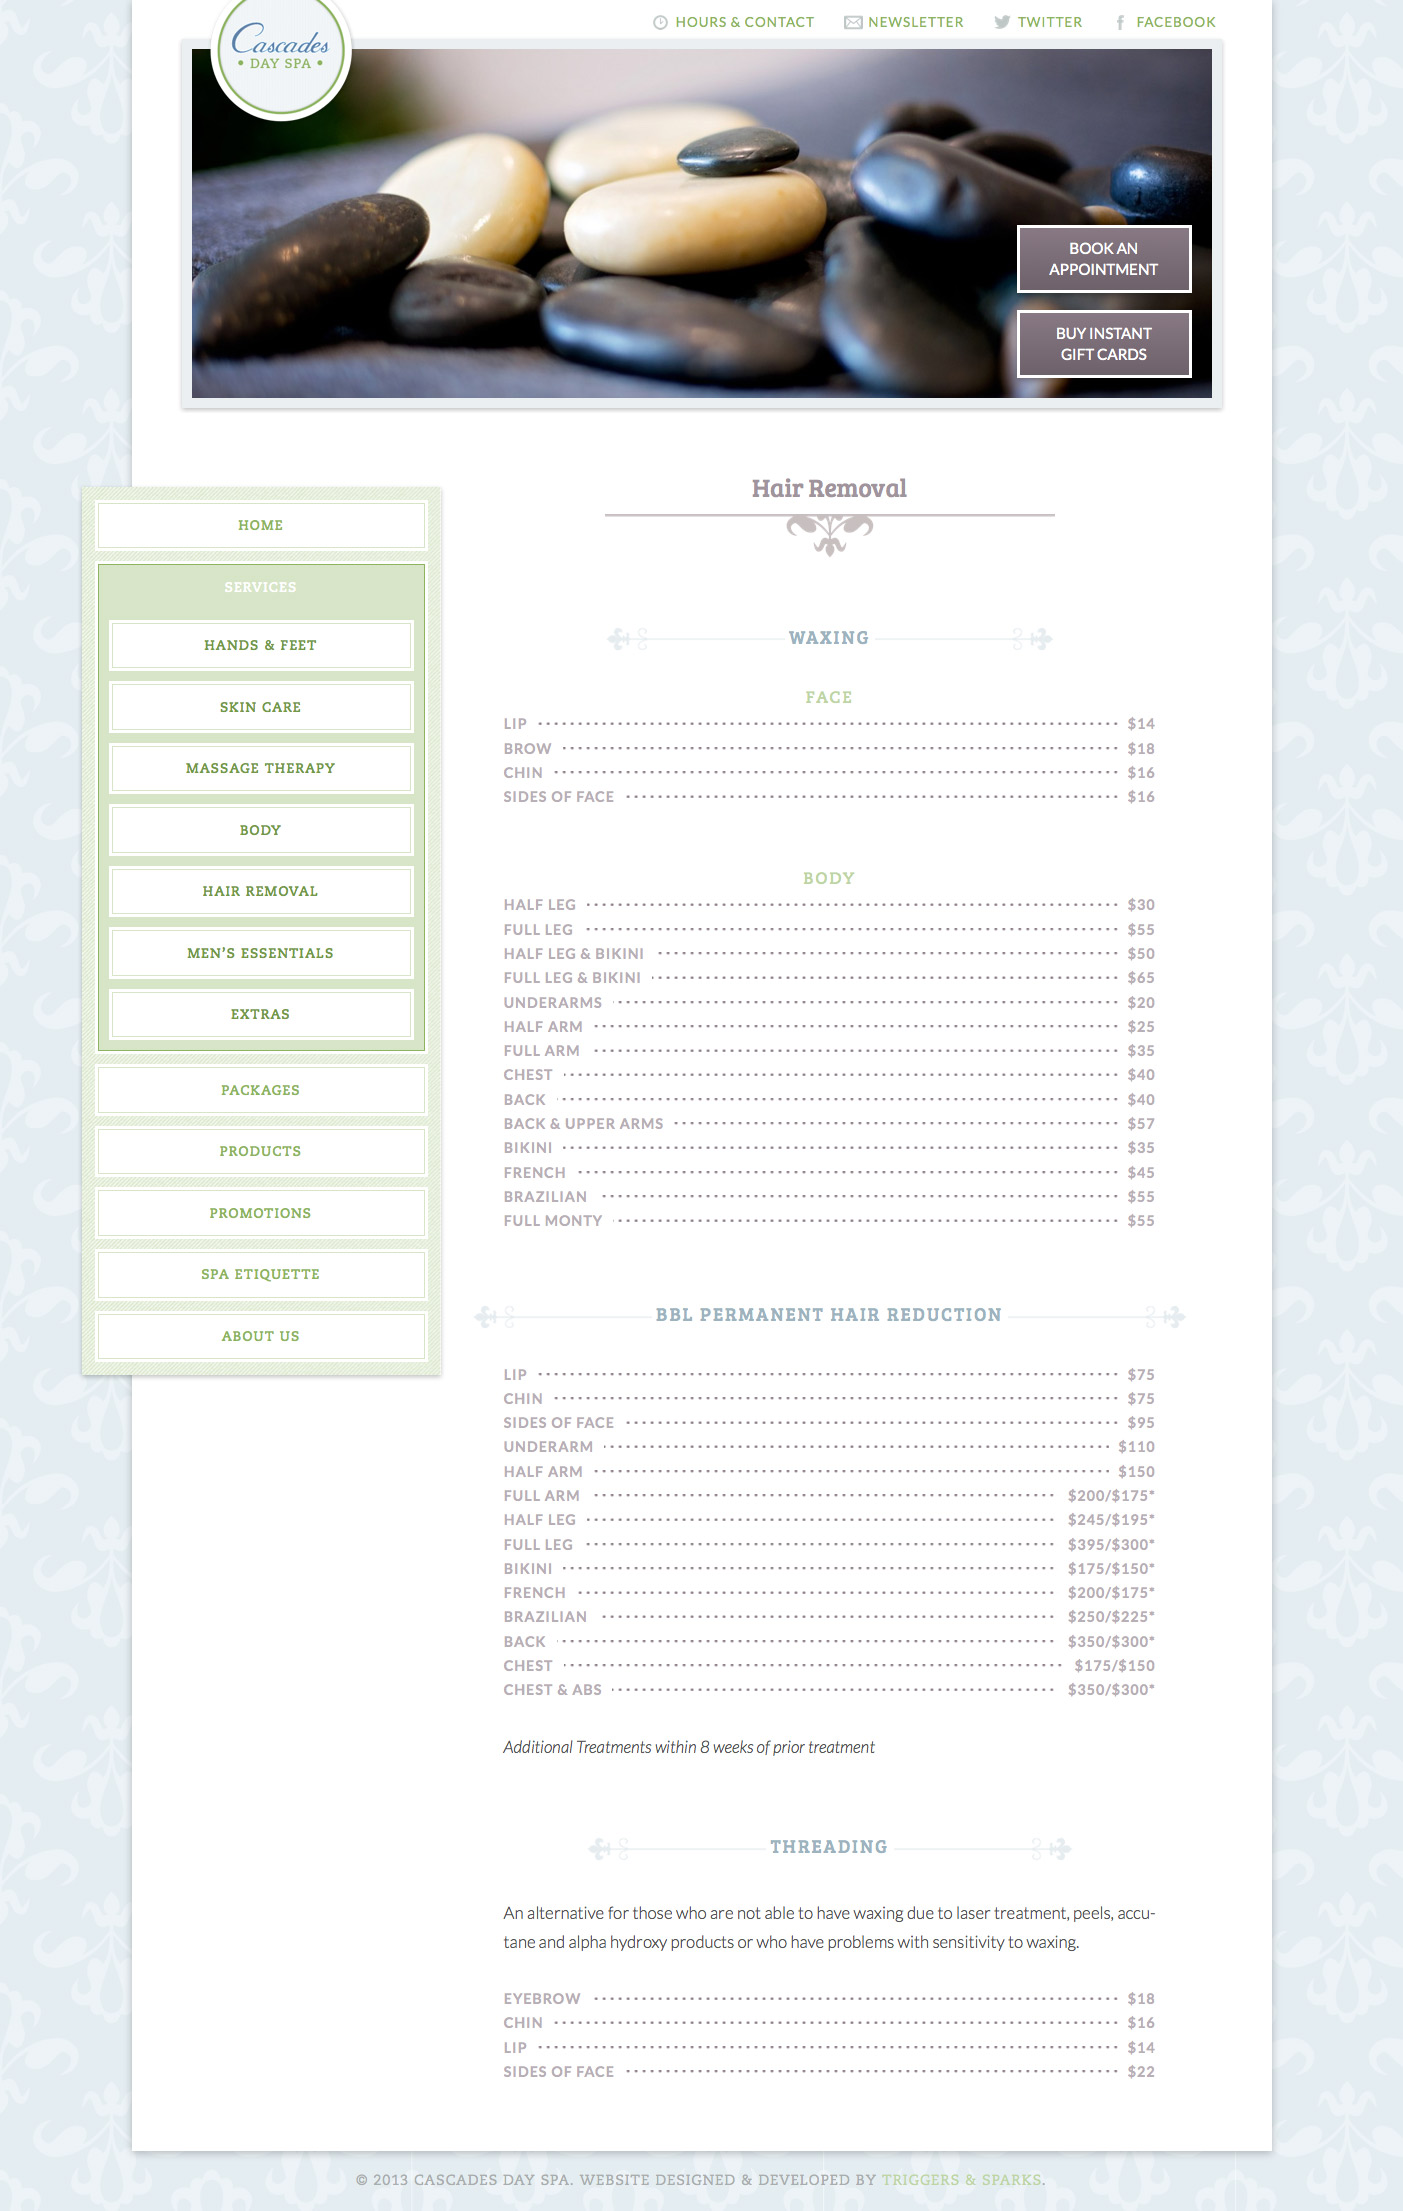 Cascades
• DAY SPA •
HOURS & CONTACT
NEWSLETTER
TWITTER
FACEBOOK
BOOK AN
APPOINTMENT
BUY INSTANT
GIFT CARDS
HOME
SERVICES
HANDS & FEET
SKIN CARE
MASSAGE THERAPY
BODY
HAIR REMOVAL
MEN'S ESSENTIALS
EXTRAS
PACKAGES
PRODUCTS
PROMOTIONS
SPA ETIQUETTE
ABOUT US
Hair Removal
WAXING
FACE
LIP $14
BROW $18
CHIN $16
SIDES OF FACE $16
BODY
HALF LEG $30
FULL LEG $55
HALF LEG & BIKINI $50
FULL LEG & BIKINI $65
UNDERARMS $20
HALF ARM $25
FULL ARM $35
CHEST $40
BACK $40
BACK & UPPER ARMS $57
BIKINI $35
FRENCH $45
BRAZILIAN $55
FULL MONTY $55
BBL PERMANENT HAIR REDUCTION
LIP $75
CHIN $75
SIDES OF FACE $95
UNDERARM $110
HALF ARM $150
FULL ARM $200/$175*
HALF LEG $245/$195*
FULL LEG $395/$300*
BIKINI $175/$150*
FRENCH $200/$175*
BRAZILIAN $250/$225*
BACK $350/$300*
CHEST $175/$150
CHEST & ABS $350/$300*
Additional Treatments within 8 weeks of prior treatment
THREADING
An alternative for those who are not able to have waxing due to laser treatment, peels, accu-
tane and alpha hydroxy products or who have problems with sensitivity to waxing.
EYEBROW $18
CHIN $16
LIP $14
SIDES OF FACE $22
© 2013 CASCADES DAY SPA. WEBSITE DESIGNED & DEVELOPED BY TRIGGERS & SPARKS.